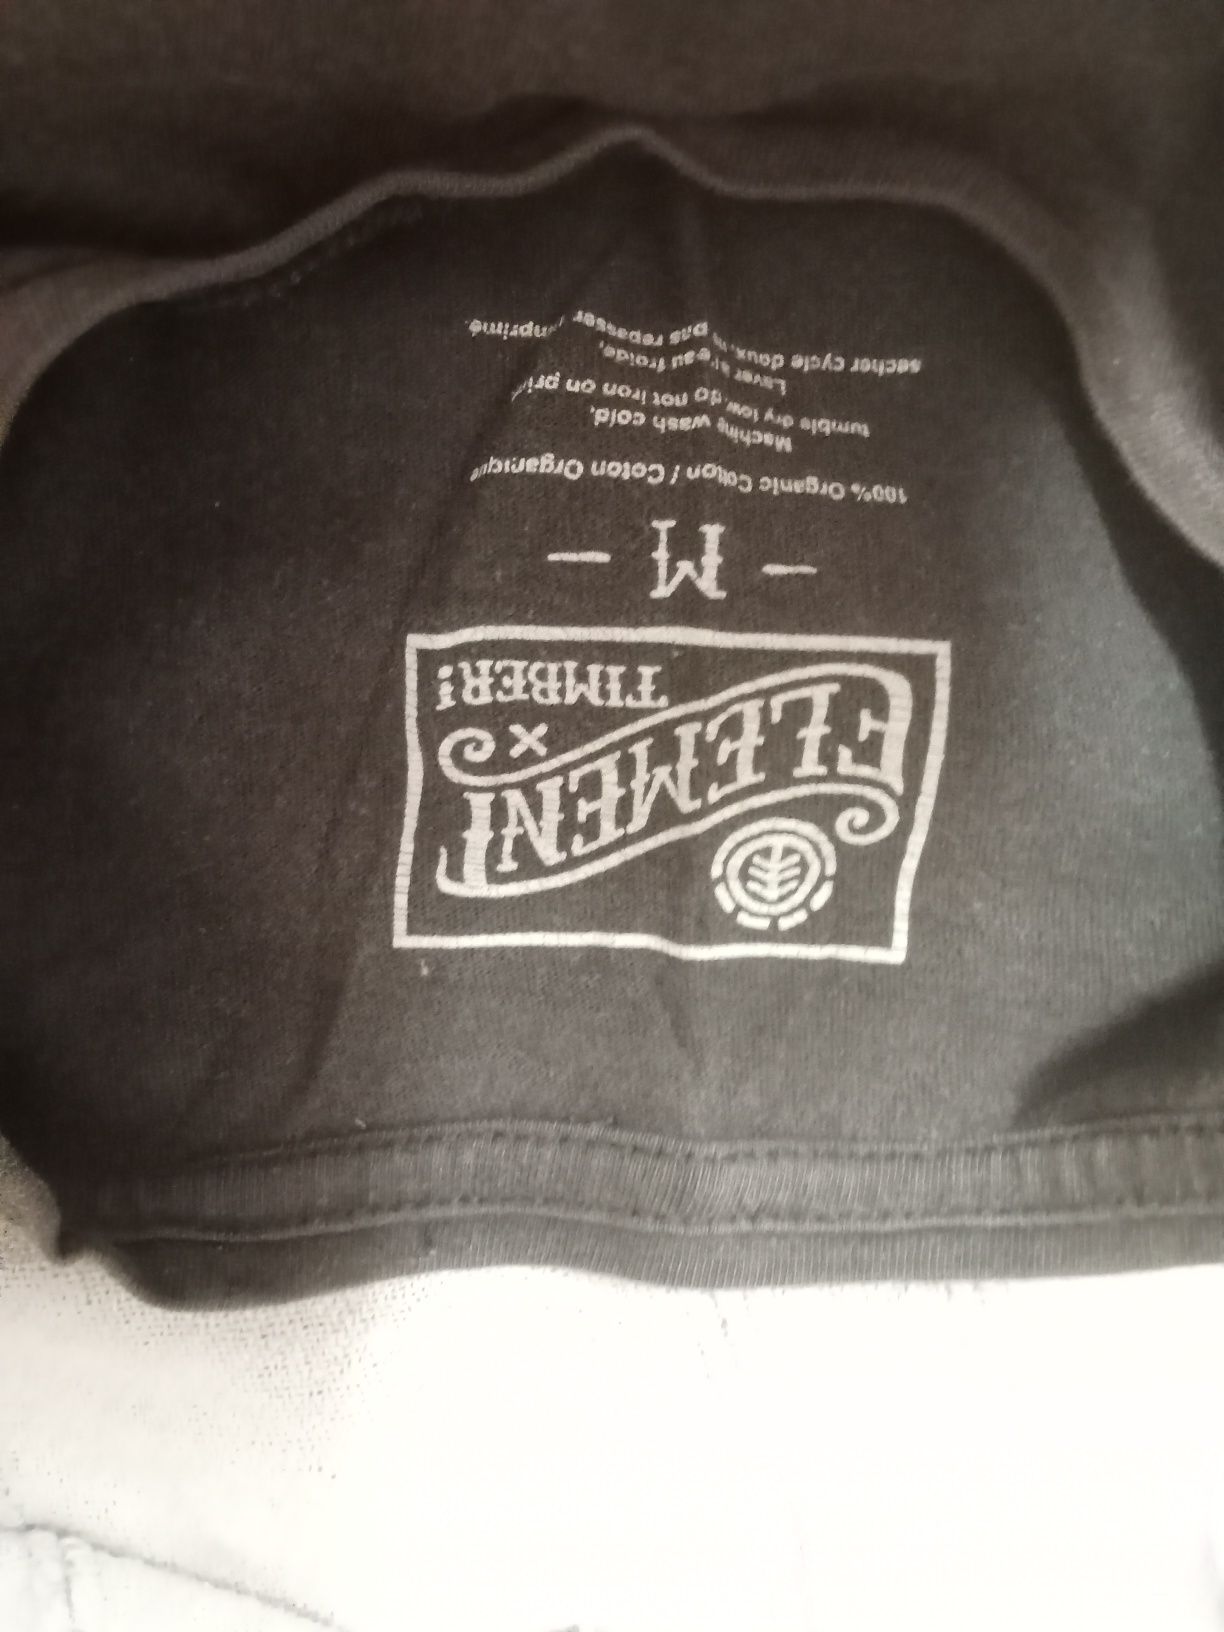 ELEMENT
× TIMBER!
- M -
100% Organic Cotton / Coton Organique
Machine wash cold,
tumble dry low, do not iron on print.
Laver à l'eau froide,
sécher cycle doux, ne pas repasser l'imprimé.